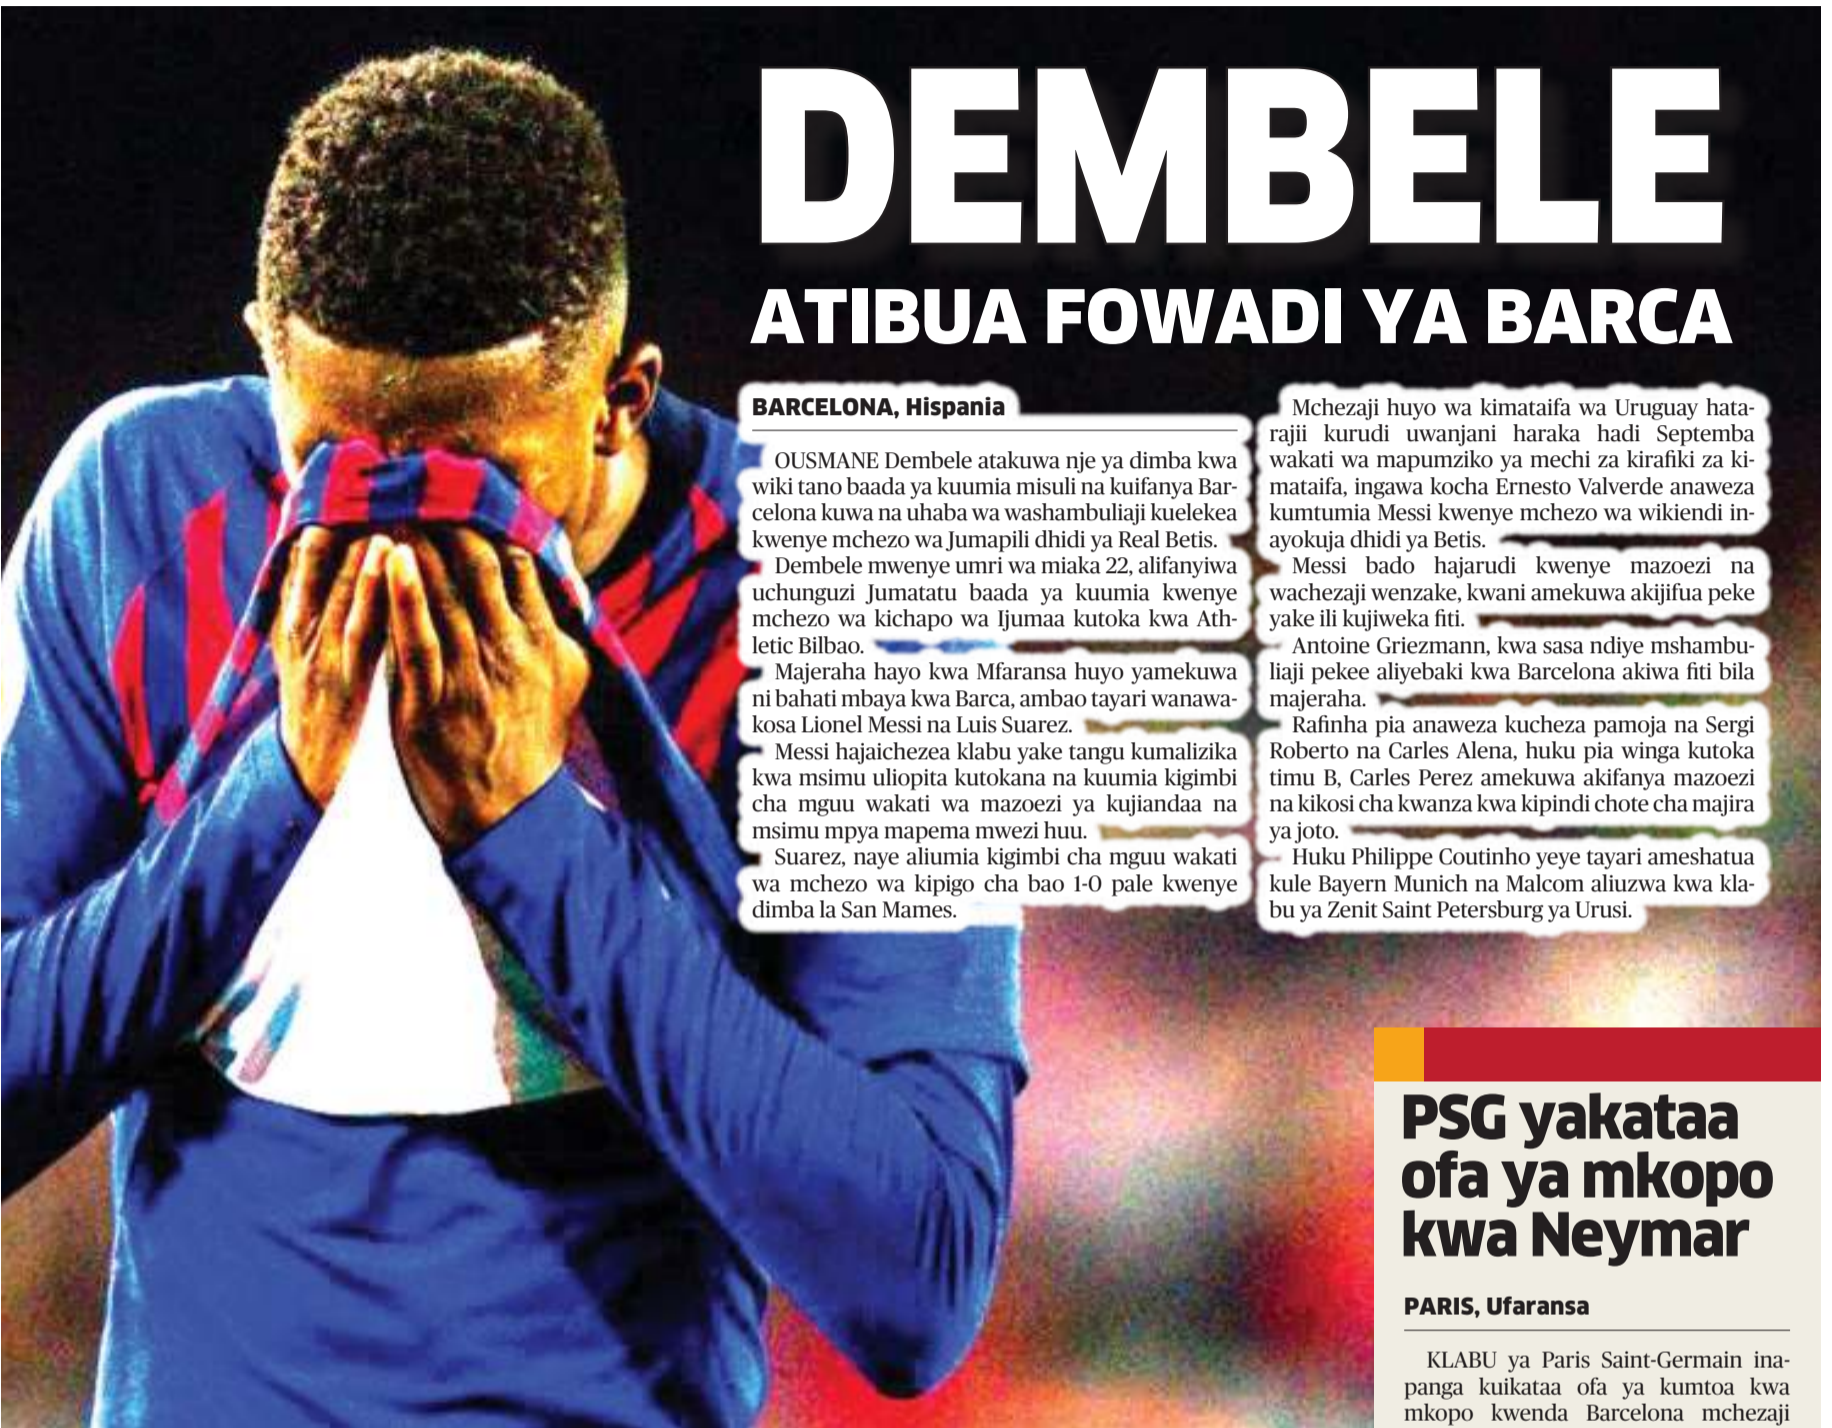 DEMBELE
ATIBUA FOWADI YA BARCA
BARCELONA, Hispania
OUSMANE Dembele atakuwa nje ya dimba kwa
wiki tano baada ya kuumia misuli na kuifanya Bar-
celona kuwa na uhaba wa washambuliaji kuelekea
kwenye mchezo wa Jumapili dhidi ya Real Betis.
Dembele mwenye umri wa miaka 22, alifanyiwa
uchunguzi Jumatatu baada ya kuumia kwenye
mchezo wa kichapo wa Ijumaa kutoka kwa Ath-
letic Bilbao.
Majeraha hayo kwa Mfaransa huyo yamekuwa
ni bahati mbaya kwa Barca, ambao tayari wanawa-
kosa Lionel Messi na Luis Suarez.
Messi hajaichezea klabu yake tangu kumalizika
kwa msimu uliopita kutokana na kuumia kigimbi
cha mguu wakati wa mazoezi ya kujiandaa na
msimu mpya mapema mwezi huu.
Suarez, naye aliumia kigimbi cha mguu wakati
wa mchezo wa kipigo cha bao 1-0 pale kwenye
dimba la San Mames.
Mchezaji huyo wa kimataifa wa Uruguay hata-
rajii kurudi uwanjani haraka hadi Septemba
wakati wa mapumziko ya mechi za kirafiki za ki-
mataifa, ingawa kocha Ernesto Valverde anaweza
kumtumia Messi kwenye mchezo wa wikiendi in-
ayokuja dhidi ya Betis.
Messi bado hajarudi kwenye mazoezi na
wachezaji wenzake, kwani amekuwa akijifua peke
yake ili kujiweka fiti.
Antoine Griezmann, kwa sasa ndiye mshambu-
liaji pekee aliyebaki kwa Barcelona akiwa fiti bila
majeraha.
Rafinha pia anaweza kucheza pamoja na Sergi
Roberto na Carles Alena, huku pia winga kutoka
timu B, Carles Perez amekuwa akifanya mazoezi
na kikosi cha kwanza kwa kipindi chote cha majira
ya joto.
Huku Philippe Coutinho yeye tayari ameshatua
kule Bayern Munich na Malcom aliuzwa kwa kla-
bu ya Zenit Saint Petersburg ya Urusi.
PSG yakataa
ofa ya mkopo
kwa Neymar
PARIS, Ufaransa
KLABU ya Paris Saint-Germain ina-
panga kuikataa ofa ya kumtoa kwa
mkopo kwenda Barcelona mchezaji